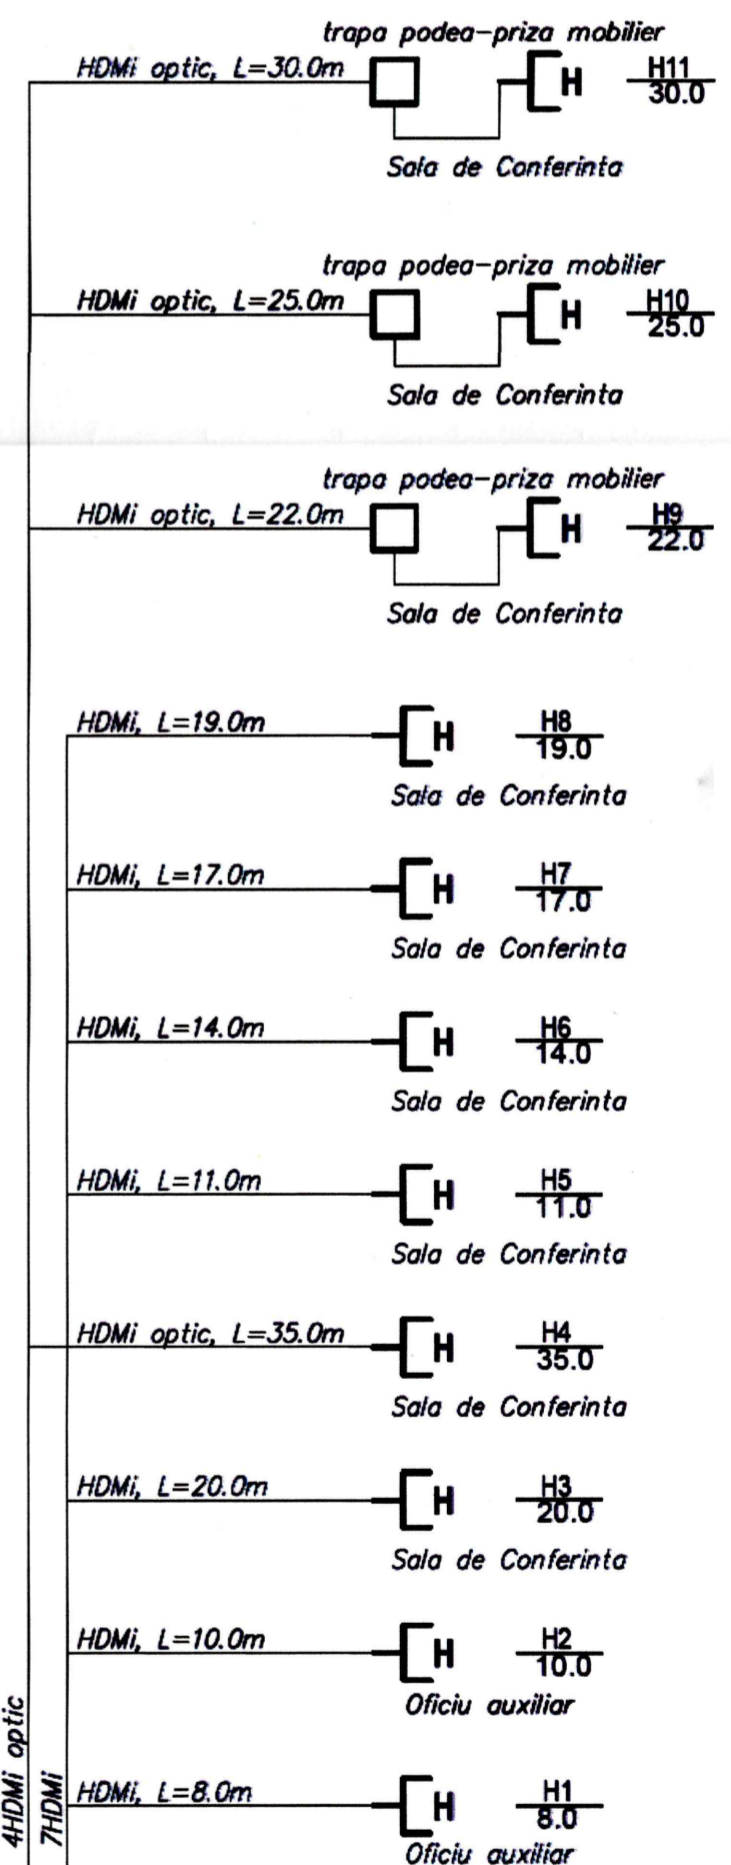 trapa podea-priza mobilier
HDMi optic, L=30.0m
H
H11
30.0
Sala de Conferinta
trapa podea-priza mobilier
HDMi optic, L=25.0m
H
H10
25.0
Sala de Conferinta
trapa podea-priza mobilier
HDMi optic, L=22.0m
H
H9
22.0
Sala de Conferinta
HDMi, L=19.0m
H
H8
19.0
Sala de Conferinta
HDMi, L=17.0m
H
H7
17.0
Sala de Conferinta
HDMi, L=14.0m
H
H6
14.0
Sala de Conferinta
HDMi, L=11.0m
H
H5
11.0
Sala de Conferinta
HDMi optic, L=35.0m
H
H4
35.0
Sala de Conferinta
HDMi, L=20.0m
H
H3
20.0
Sala de Conferinta
HDMi, L=10.0m
H
H2
10.0
Oficiu auxiliar
HDMi, L=8.0m
H
H1
8.0
Oficiu auxiliar
4HDMi optic
7HDMi